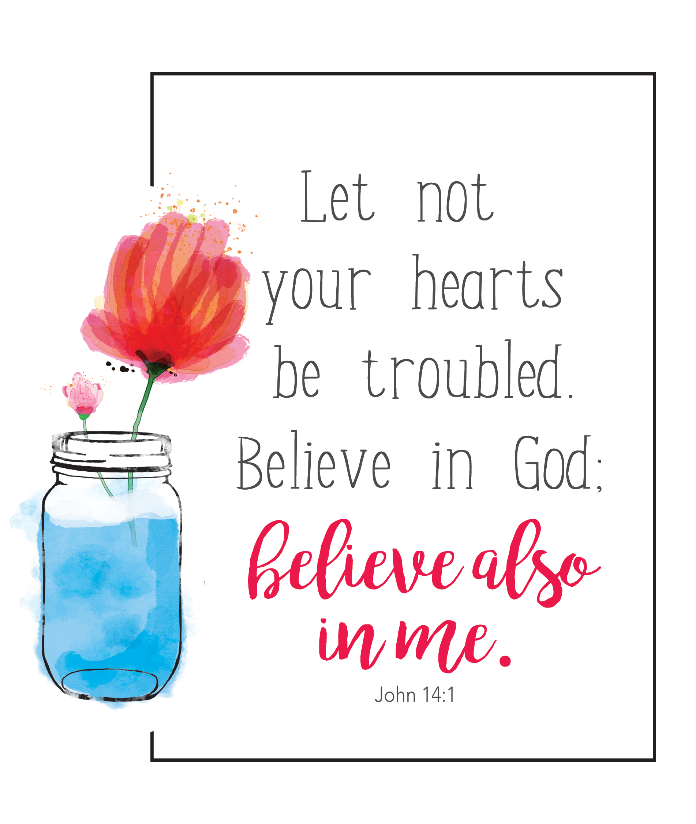 Let not
your hearts
be troubled.
Believe in God;
believe also
in me.
John 14:1